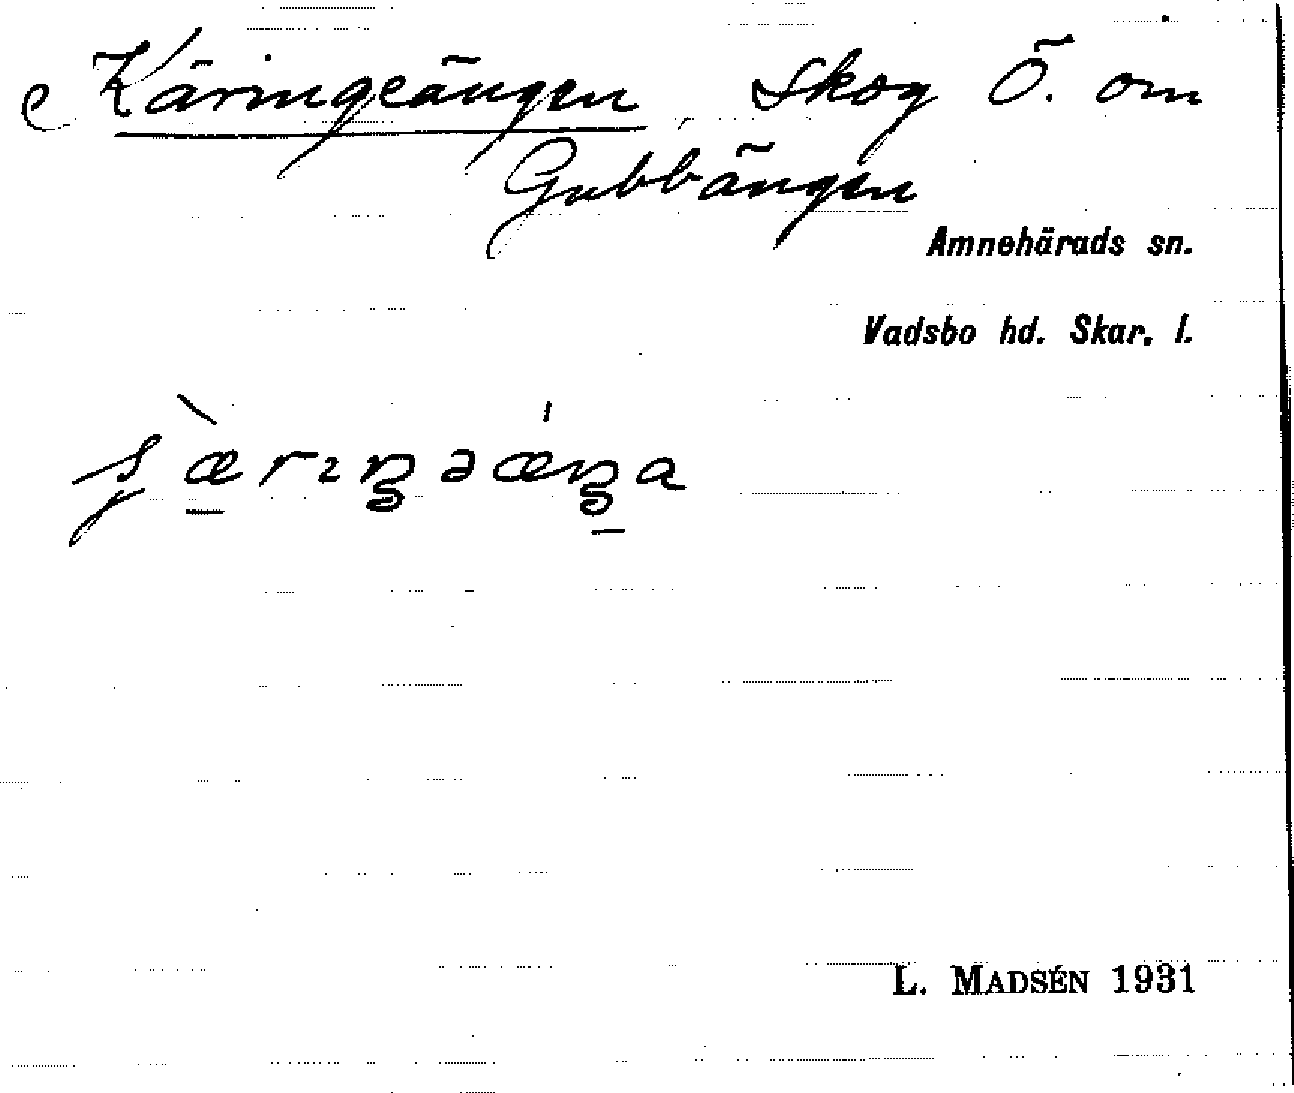 Käringeängen, Skog Ö. om
Gubbängen
Amnehärads sn.
Vadsbo hd. Skar. l.
L. MADSÉN 1931